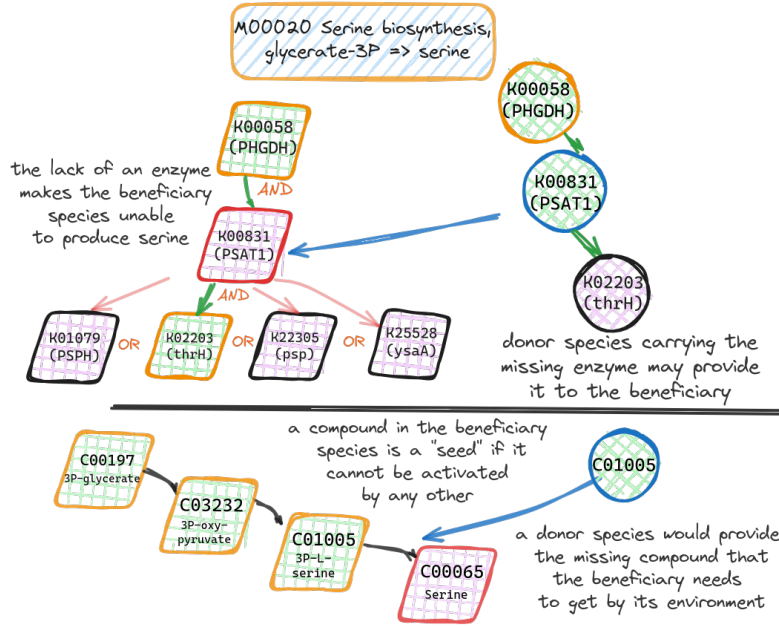 M00020 Serine biosynthesis,
glycerate-3P => serine
K00058
(PHGDH)
AND
the lack of an enzyme
makes the beneficiary
species unable
to produce serine
K00831
(PSAT1)
AND
K01079
(PSPH)
OR
K02203
(thrH)
OR
K22305
(psp)
OR
K25528
(ysaA)
K00058
(PHGDH)
K00831
(PSAT1)
K02203
(thrH)
donor species carrying the
missing enzyme may provide
it to the beneficiary
a compound in the beneficiary
species is a "seed" if it
cannot be activated
by any other
C00197
3P-glycerate
C03232
3P-oxy-
pyruvate
C01005
3P-L-
serine
C00065
Serine
C01005
a donor species would provide
the missing compound that
the beneficiary needs
to get by its environment